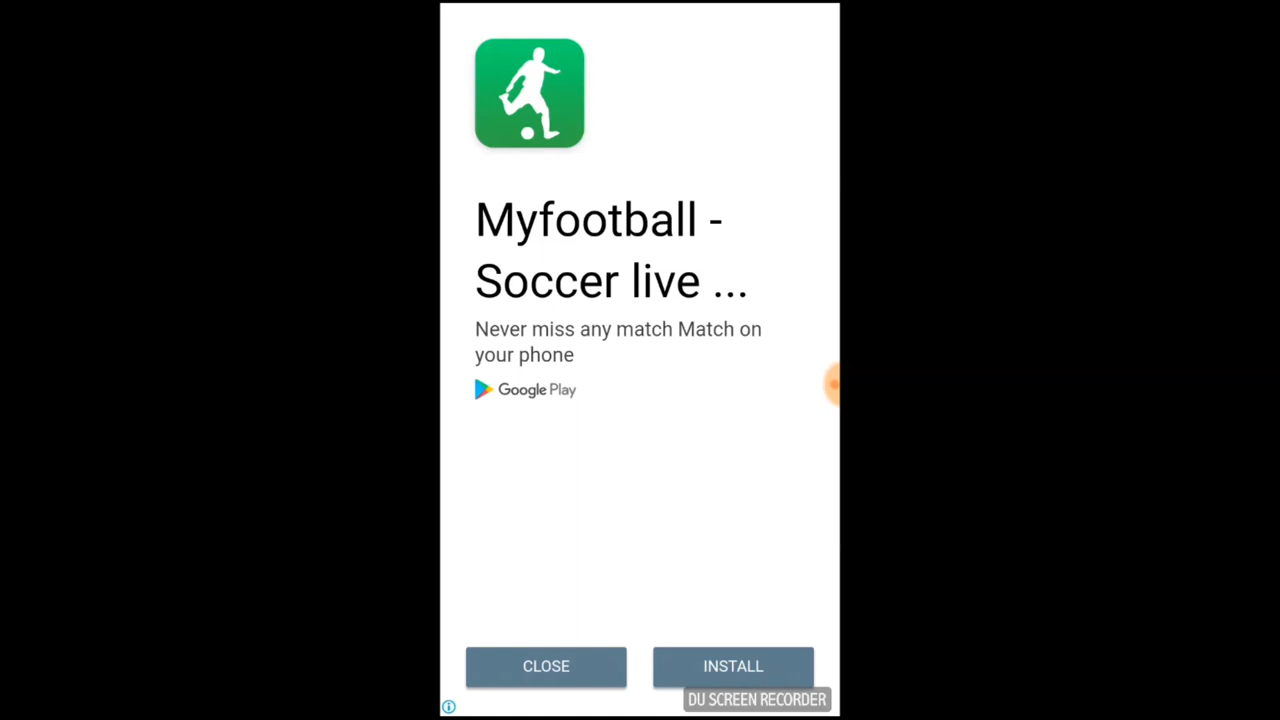 Myfootball -
Soccer live ...
Never miss any match Match on
your phone
Google Play
CLOSE
INSTALL
DU SCREEN RECORDER